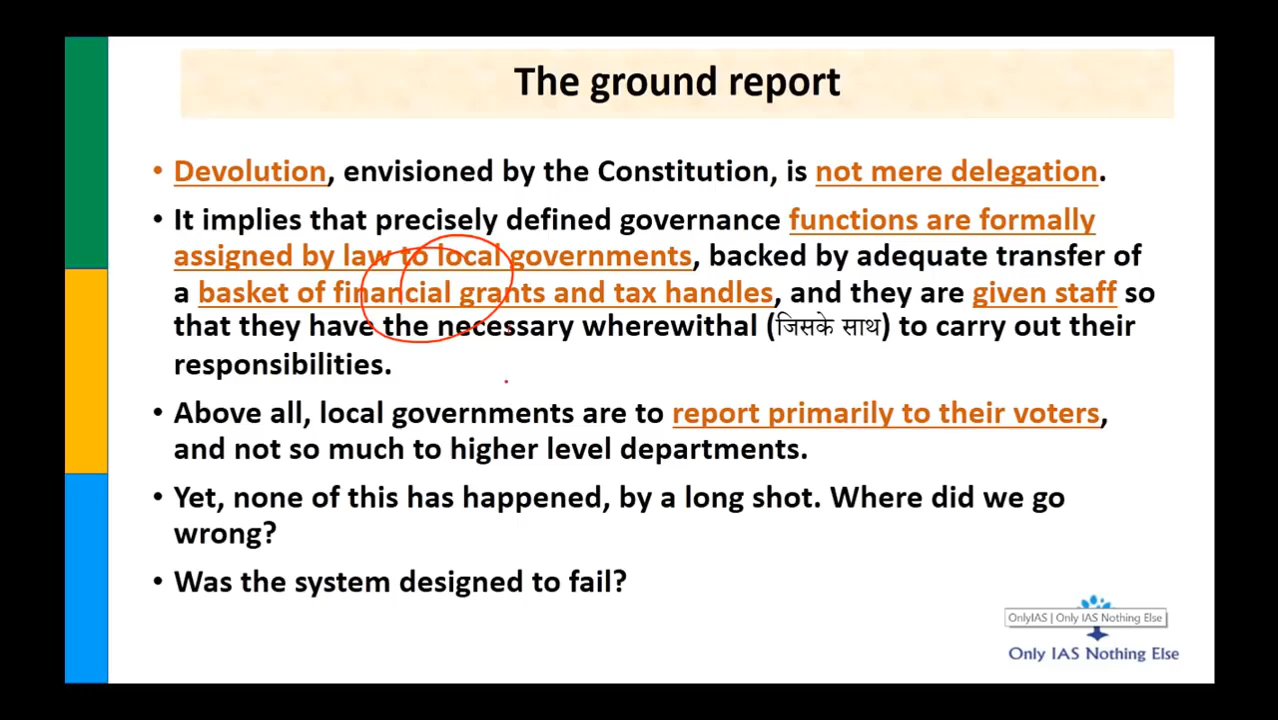 The ground report
• Devolution, envisioned by the Constitution, is not mere delegation.
• It implies that precisely defined governance functions are formally
assigned by law to local governments, backed by adequate transfer of
a basket of financial grants and tax handles, and they are given staff so
that they have the necessary wherewithal (जिसके साथ) to carry out their
responsibilities.
• Above all, local governments are to report primarily to their voters,
and not so much to higher level departments.
• Yet, none of this has happened, by a long shot. Where did we go
wrong?
• Was the system designed to fail?
OnlyIAS | Only IAS Nothing Else
Only IAS Nothing Else